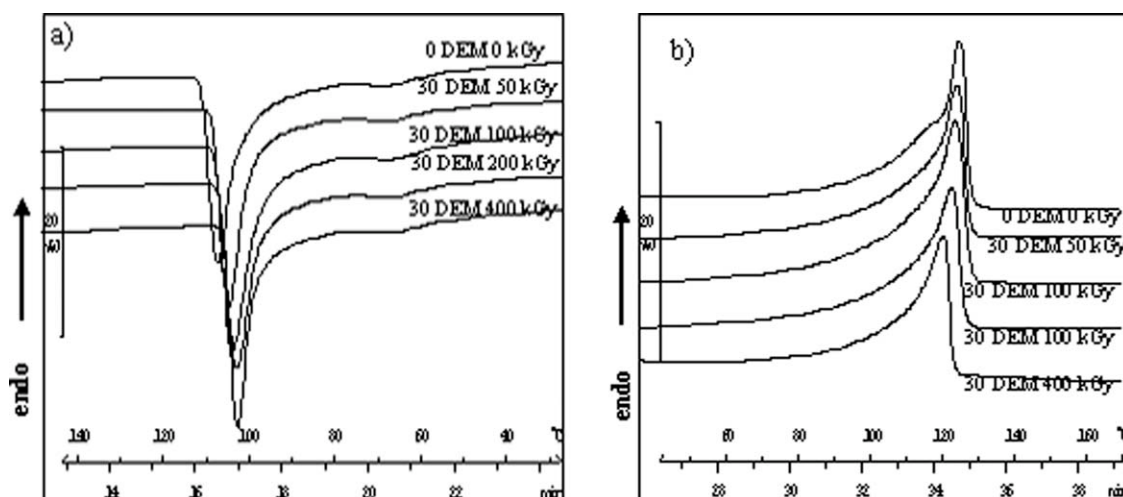 a)
0 DEM 0 kGy
30 DEM 50 kGy
30 DEM 100 kGy
30 DEM 200 kGy
30 DEM 400 kGy
20
endo
140 120 100 80 60 40 °C
14 16 18 20 22
b)
0 DEM 0 kGy
30 DEM 50 kGy
30 DEM 100 kGy
30 DEM 100 kGy
30 DEM 400 kGy
20
endo
80 100 120 140 160 °C
28 30 32 34 36 38